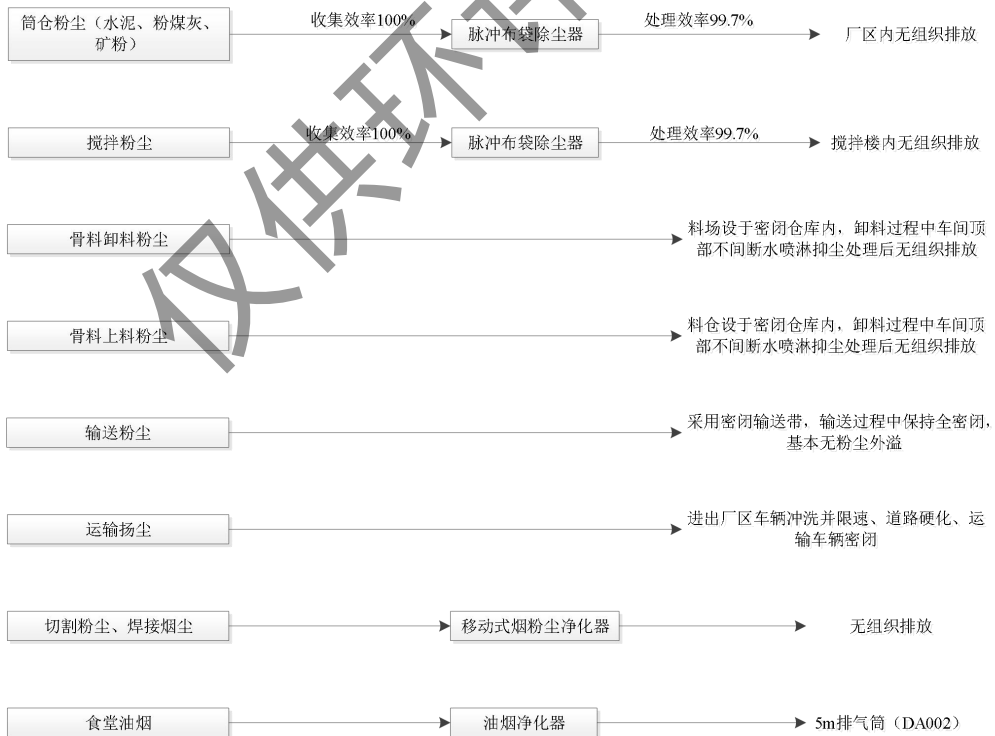 筒仓粉尘（水泥、粉煤灰、
矿粉）
收集效率100%
脉冲布袋除尘器
处理效率99.7%
厂区内无组织排放
搅拌粉尘
收集效率100%
脉冲布袋除尘器
处理效率99.7%
搅拌楼内无组织排放
骨料卸料粉尘
料场设于密闭仓库内，卸料过程中车间顶
部不间断水喷淋抑尘处理后无组织排放
骨料上料粉尘
料仓设于密闭仓库内，卸料过程中车间顶
部不间断水喷淋抑尘处理后无组织排放
输送粉尘
采用密闭输送带，输送过程中保持全密闭，
基本无粉尘外溢
运输扬尘
进出厂区车辆冲洗并限速、道路硬化、运
输车辆密闭
切割粉尘、焊接烟尘
移动式烟粉尘净化器
无组织排放
食堂油烟
油烟净化器
5m排气筒（DA002）
仅供环